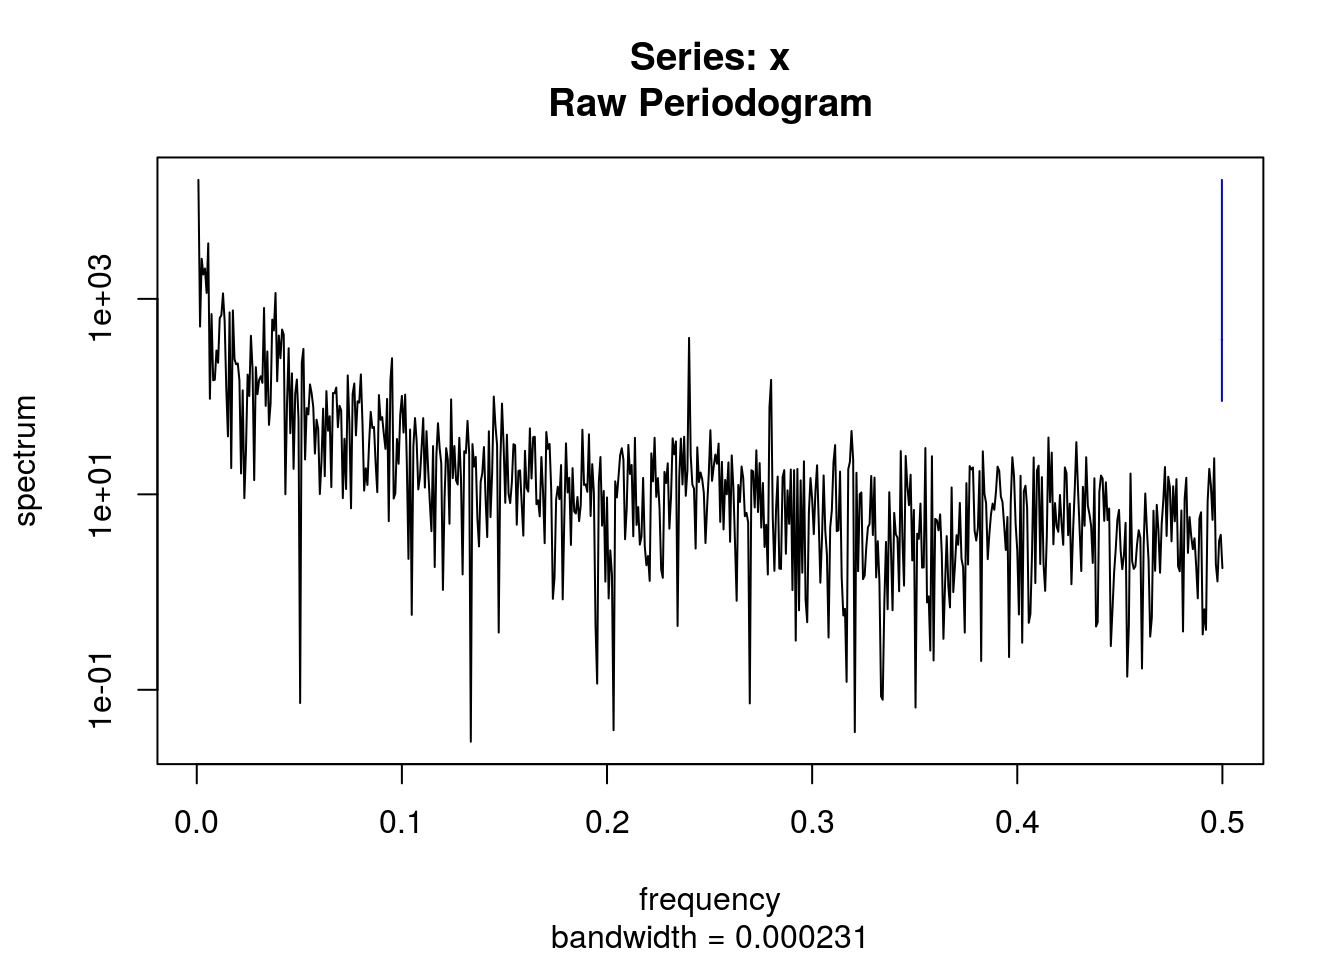 Series: x
Raw Periodogram
spectrum
1e+03
1e+01
1e-01
0.0 0.1 0.2 0.3 0.4 0.5
frequency
bandwidth = 0.000231